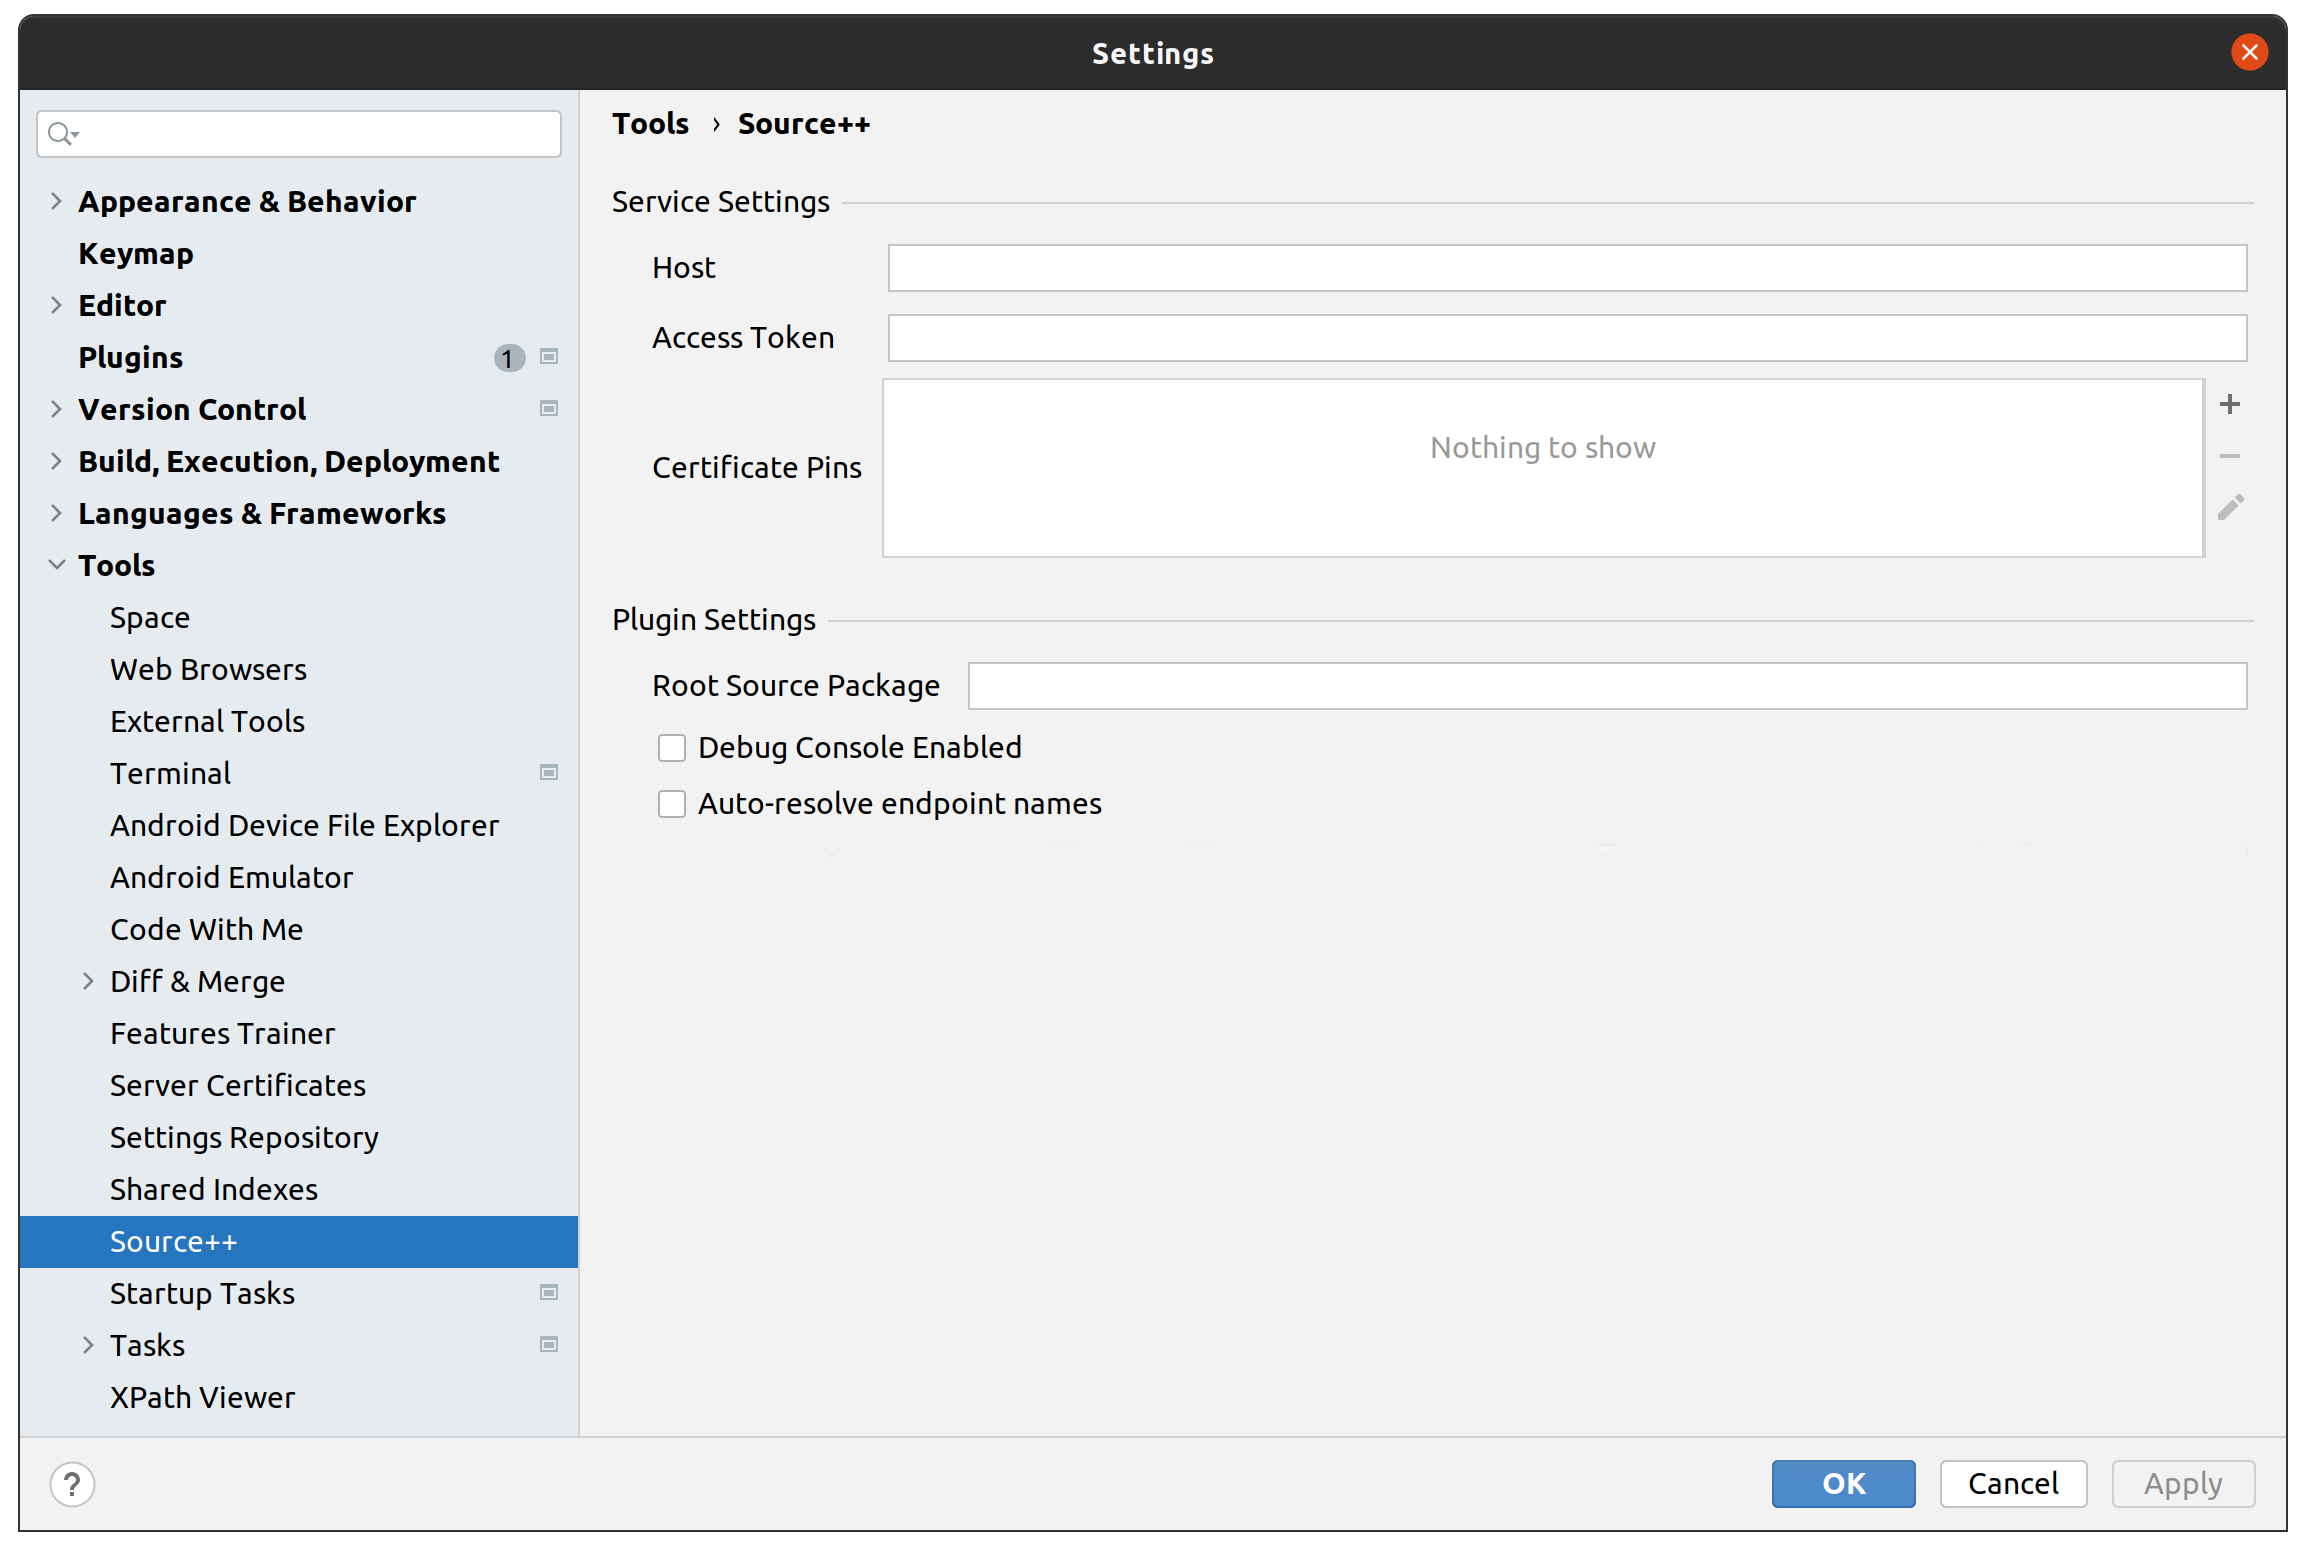 Settings
Appearance & Behavior
Keymap
Editor
Plugins 1
Version Control
Build, Execution, Deployment
Languages & Frameworks
Tools
Space
Web Browsers
External Tools
Terminal
Android Device File Explorer
Android Emulator
Code With Me
Diff & Merge
Features Trainer
Server Certificates
Settings Repository
Shared Indexes
Source++
Startup Tasks
Tasks
XPath Viewer
Tools › Source++
Service Settings
Host
Access Token
Certificate Pins
Nothing to show
Plugin Settings
Root Source Package
Debug Console Enabled
Auto-resolve endpoint names
?
OK Cancel Apply